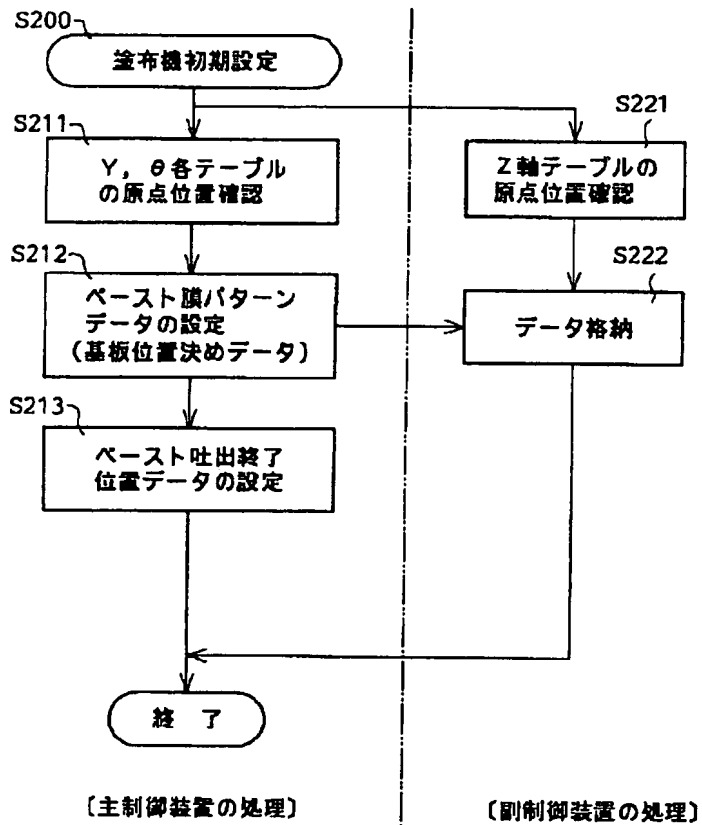 S200
塗布機初期設定
S211
Y，θ各テーブル
の原点位置確認
S221
Z軸テーブルの
原点位置確認
S212
ペースト膜パターン
データの設定
（基板位置決めデータ）
S222
データ格納
S213
ペースト吐出終了
位置データの設定
終　了
〔主制御装置の処理〕
〔副制御装置の処理〕